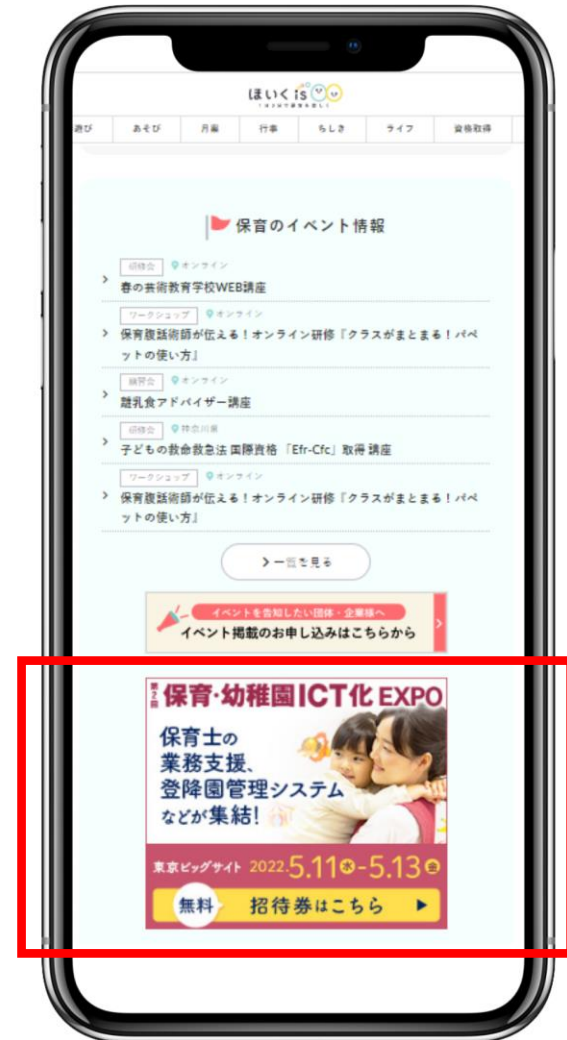 ほいくis
遊び あそび 月案 行事 ちしき ライフ 資格取得
保育のイベント情報
研修会 オンライン
春の芸術教育学校WEB講座
ワークショップ オンライン
保育腹話術師が伝える！オンライン研修『クラスがまとまる！パペ
ットの使い方』
オンライン
離乳食アドバイザー講座
研修会 神奈川県
子どもの救命救急法 国際資格 「Efr-Cfc」取得 講座
ワークショップ オンライン
保育腹話術師が伝える！オンライン研修『クラスがまとまる！パペ
ットの使い方』
一覧を見る
イベントを告知したい団体・企業様へ
イベント掲載のお申し込みはこちらから
第2回 保育・幼稚園ICT化 EXPO
保育士の
業務支援、
登降園管理システム
などが集結!
東京ビッグサイト 2022.5.11水-5.13金
無料 招待券はこちら